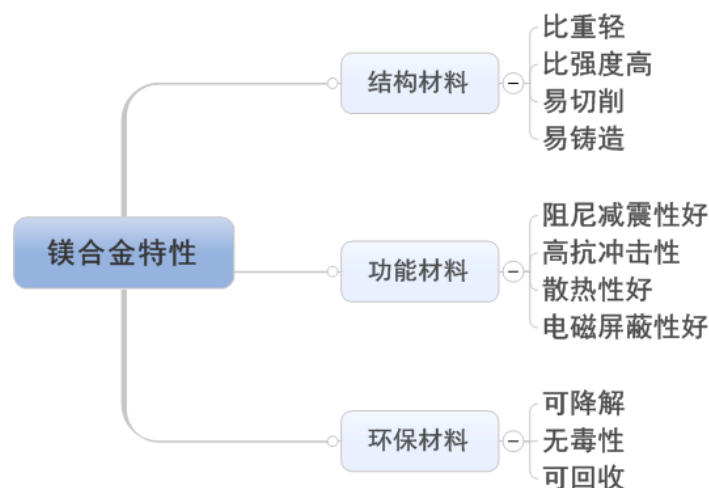 镁合金特性
结构材料
比重轻
比强度高
易切削
易铸造
功能材料
阻尼减震性好
高抗冲击性
散热性好
电磁屏蔽性好
环保材料
可降解
无毒性
可回收